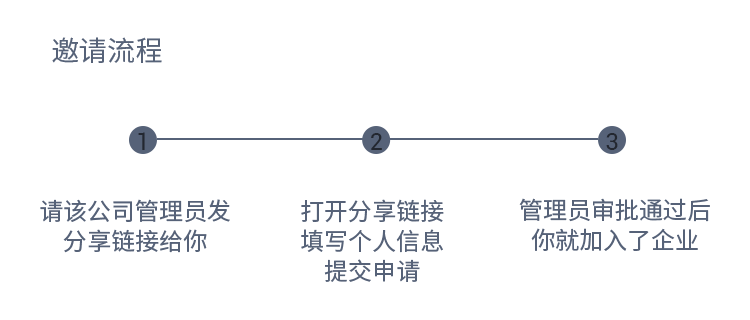 邀请流程
1
2
3
请该公司管理员发
分享链接给你
打开分享链接
填写个人信息
提交申请
管理员审批通过后
你就加入了企业